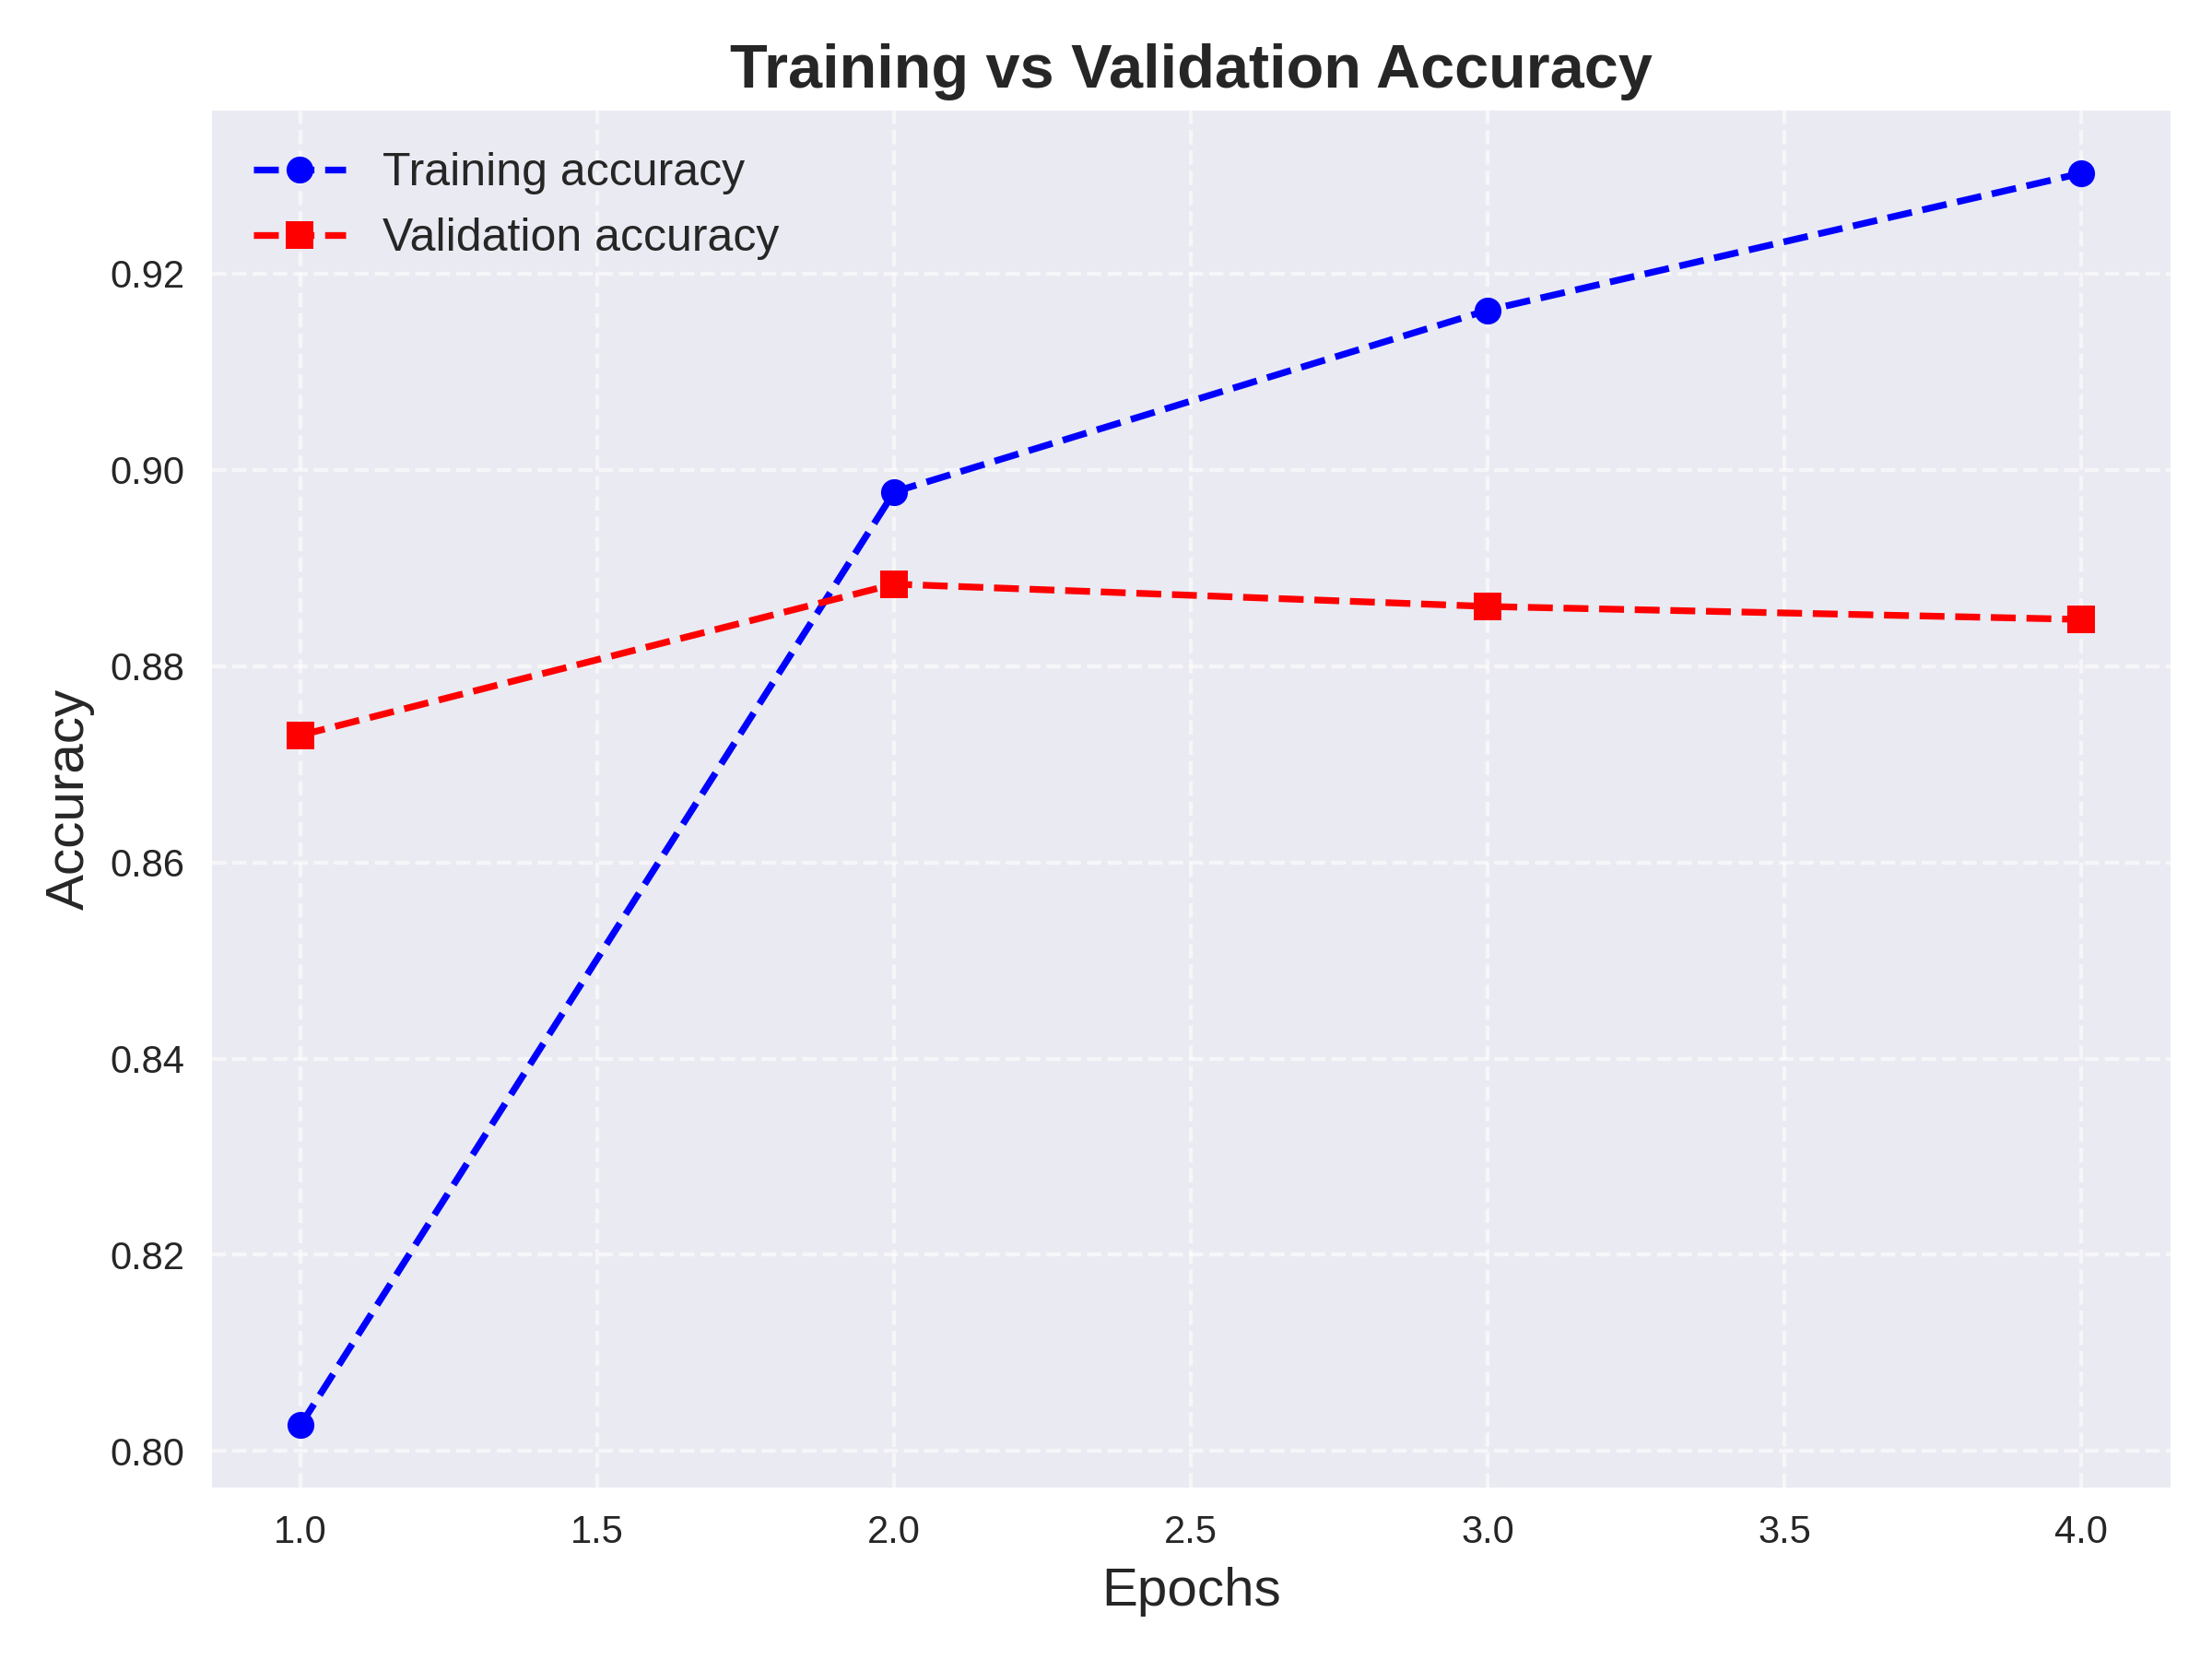 Training vs Validation Accuracy
Training accuracy
Validation accuracy
0.92
0.90
0.88
0.86
0.84
0.82
0.80
Accuracy
1.0 1.5 2.0 2.5 3.0 3.5 4.0
Epochs